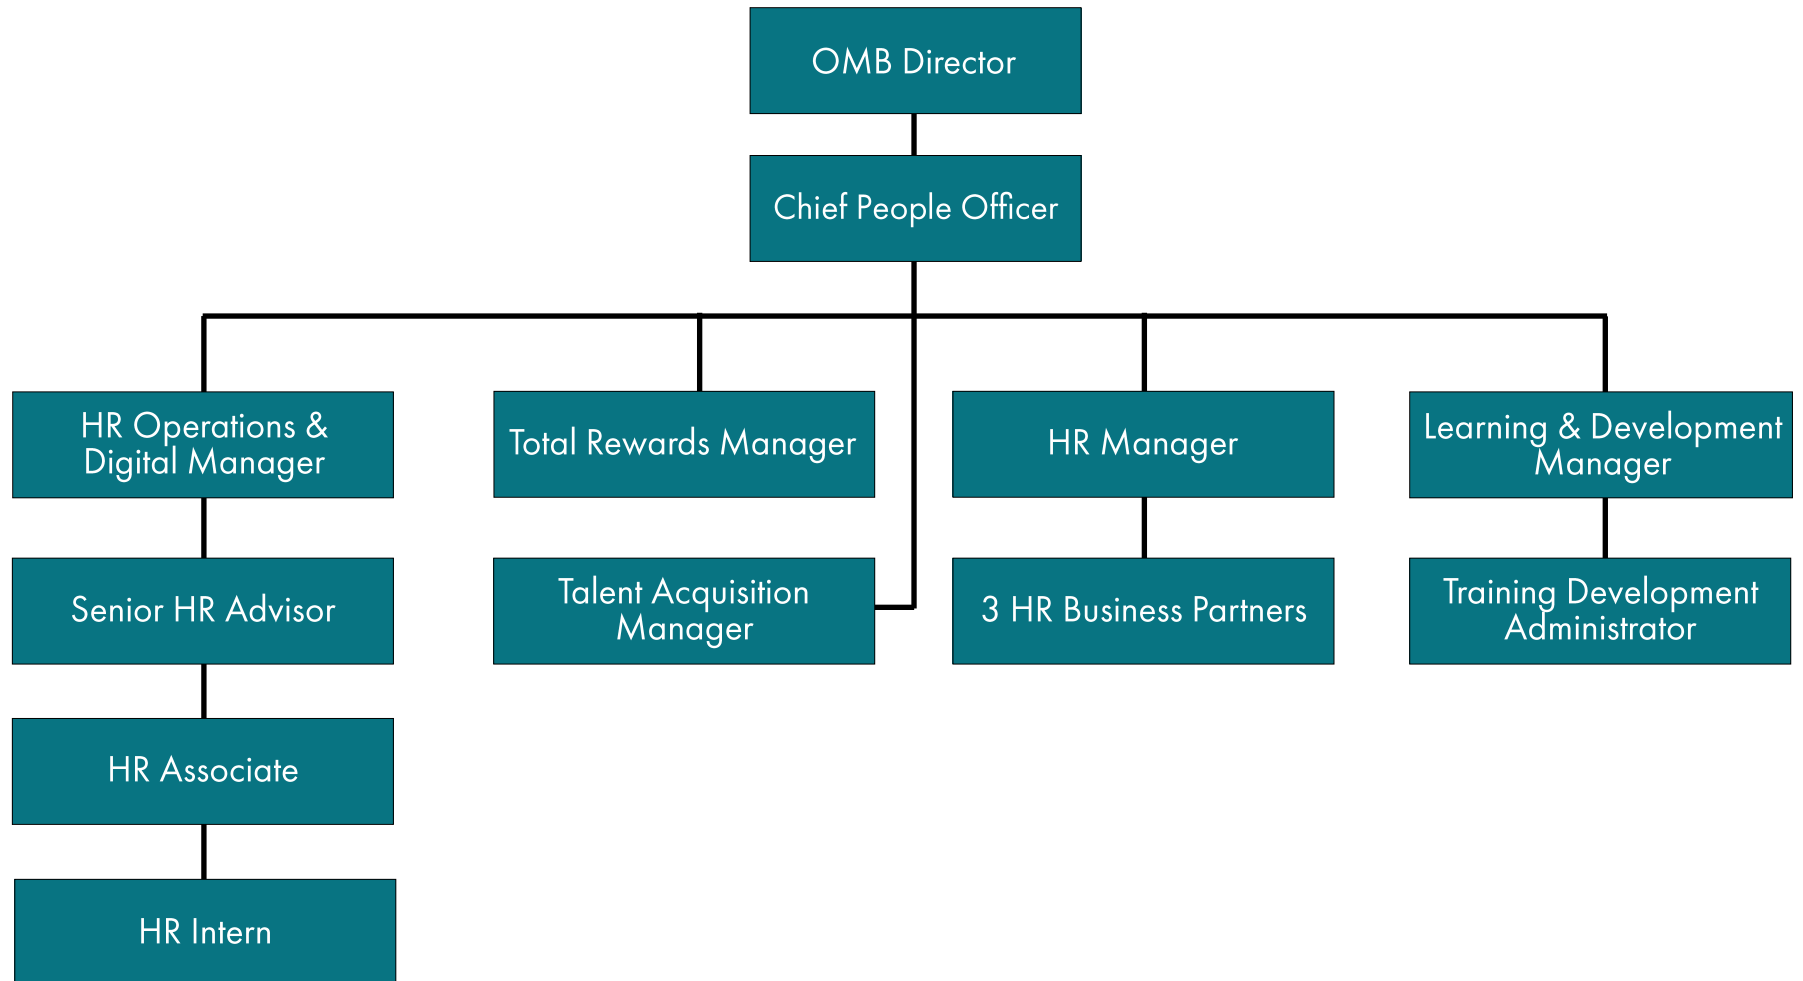 OMB Director
Chief People Officer
HR Operations &
Digital Manager
Total Rewards Manager
HR Manager
Learning & Development
Manager
Senior HR Advisor
Talent Acquisition
Manager
3 HR Business Partners
Training Development
Administrator
HR Associate
HR Intern